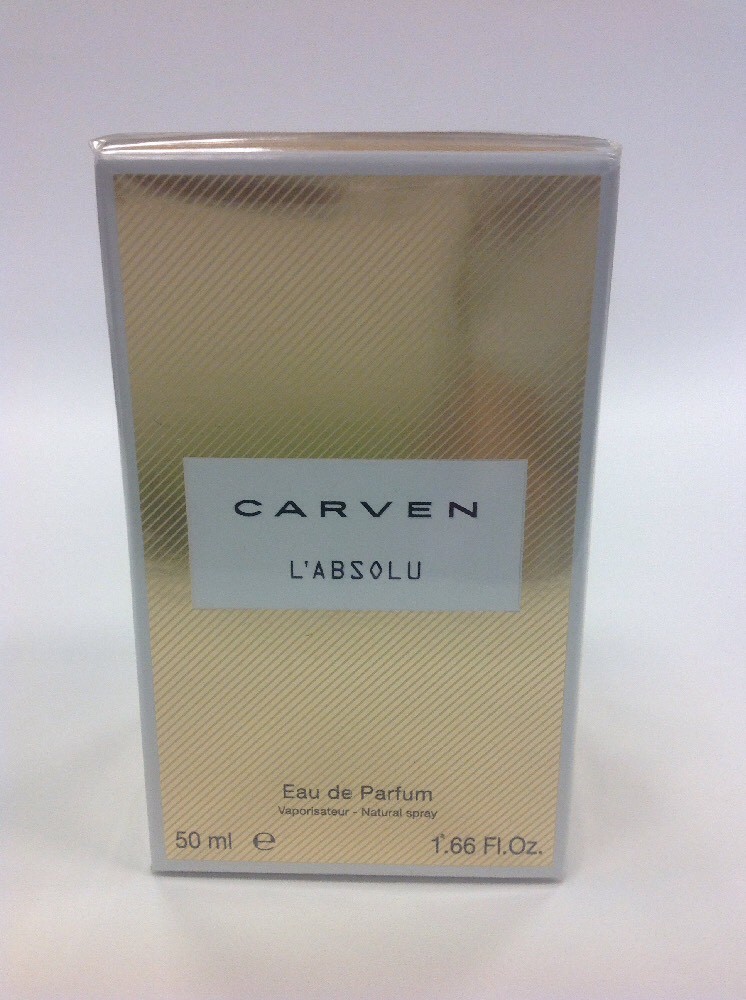 CARVEN
L'ABSOLU
Eau de Parfum
Vaporisateur - Natural spray
50 ml ℮ 1.66 Fl.Oz.